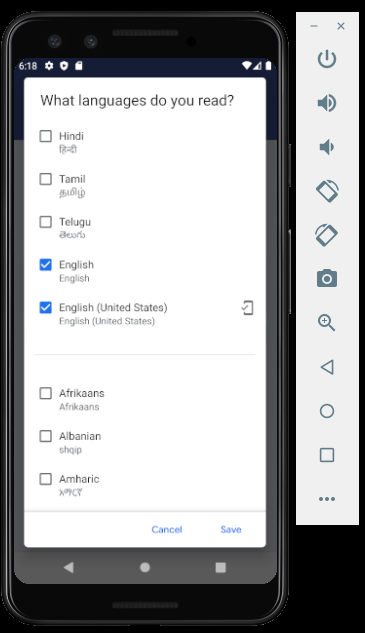 6:18
What languages do you read?
Hindi
हिन्दी
Tamil
தமிழ்
Telugu
తెలుగు
English
English
English (United States)
English (United States)
Afrikaans
Afrikaans
Albanian
shqip
Amharic
አማርኛ
Cancel Save